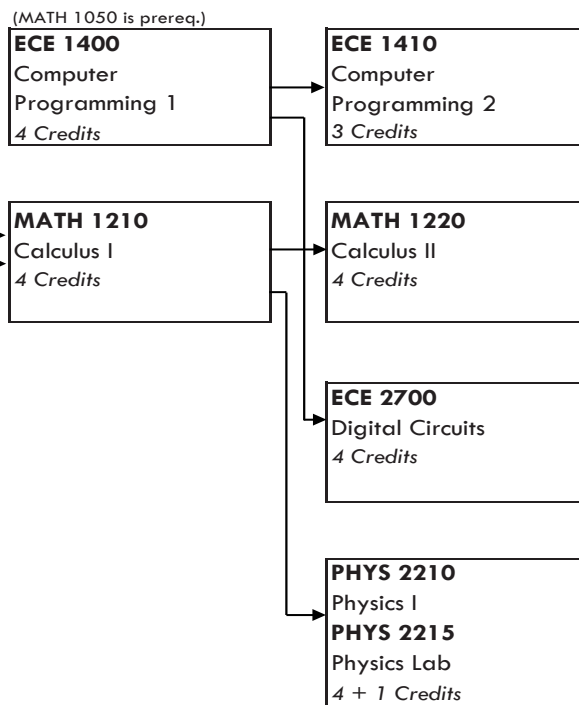 (MATH 1050 is prereq.)
ECE 1400
Computer
Programming 1
4 Credits
MATH 1210
Calculus I
4 Credits
ECE 1410
Computer
Programming 2
3 Credits
MATH 1220
Calculus II
4 Credits
ECE 2700
Digital Circuits
4 Credits
PHYS 2210
Physics I
PHYS 2215
Physics Lab
4 + 1 Credits